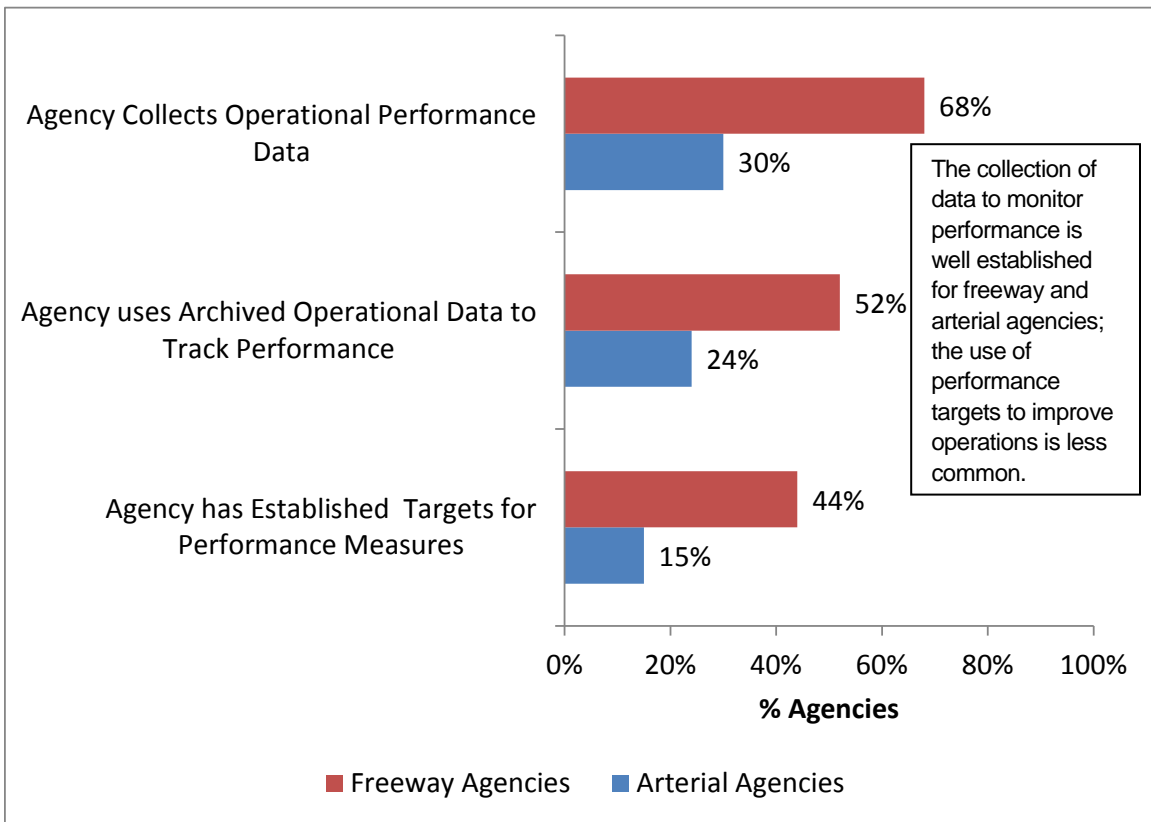 Agency Collects Operational Performance
Data
68%
30%
The collection of
data to monitor
performance is
well established
for freeway and
arterial agencies;
the use of
performance
targets to improve
operations is less
common.
Agency uses Archived Operational Data to
Track Performance
52%
24%
Agency has Established  Targets for
Performance Measures
44%
15%
0% 20% 40% 60% 80% 100%
% Agencies
Freeway Agencies Arterial Agencies